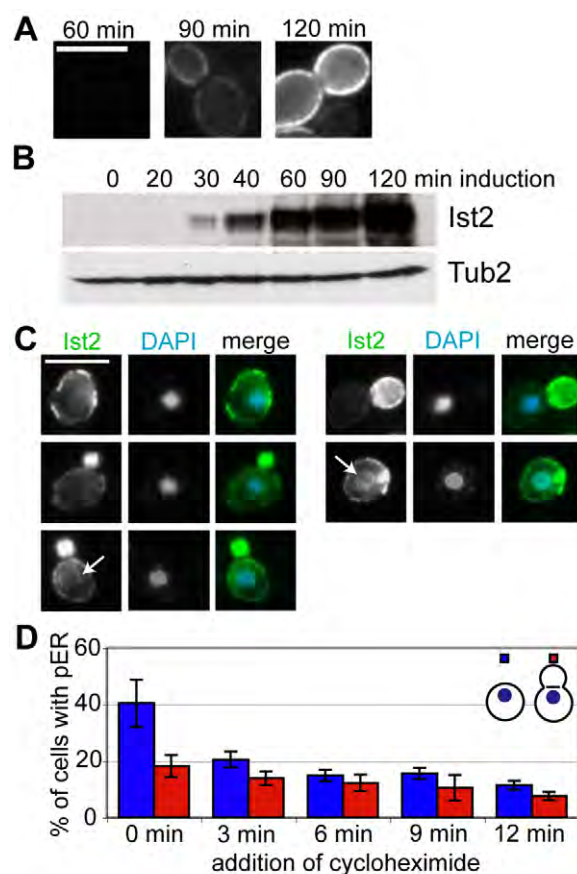 A
60 min 90 min 120 min
B
0 20 30 40 60 90 120 min induction
Ist2
Tub2
C
Ist2 DAPI merge Ist2 DAPI merge
D
% of cells with pER
60
40
20
0
0 min 3 min 6 min 9 min 12 min
addition of cycloheximide